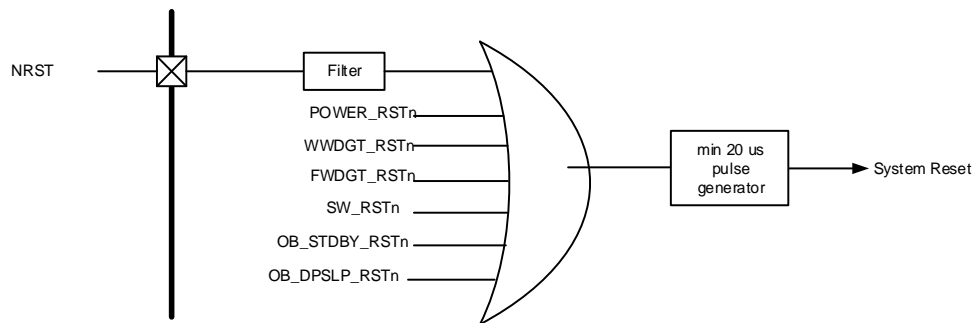 NRST
Filter
POWER_RSTn
WWDGT_RSTn
FWDGT_RSTn
SW_RSTn
OB_STDBY_RSTn
OB_DPSLP_RSTn
min 20 us
pulse
generator
System Reset